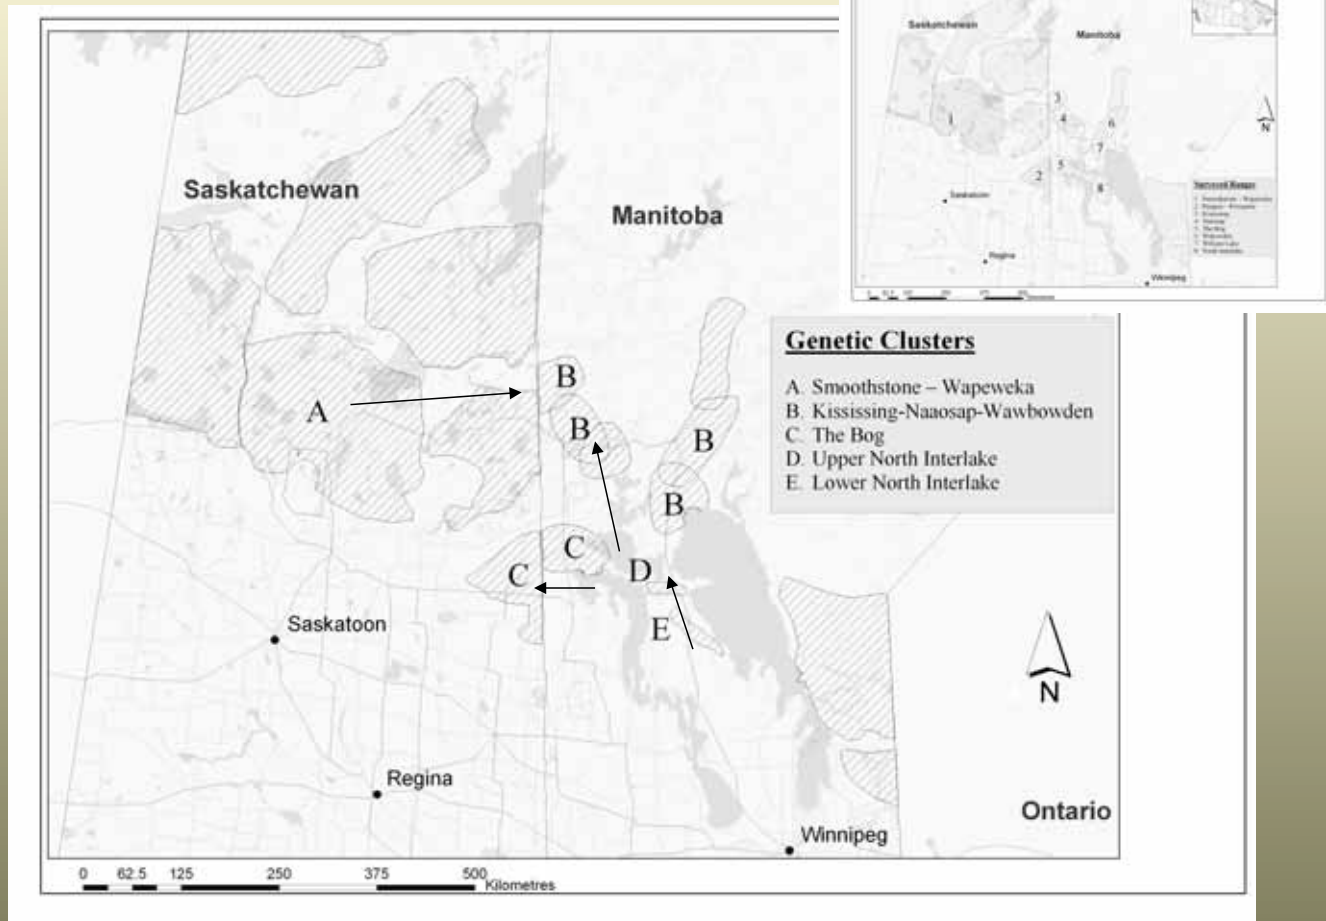 Saskatchewan
Manitoba
A
B
B
B
B
C
C
D
E
Saskatoon
Regina
Winnipeg
Ontario
N
0 62.5 125 250 375 500
Kilometres
Genetic Clusters
A. Smoothstone – Wapeweka
B. Kississing-Naaosap-Wawbowden
C. The Bog
D. Upper North Interlake
E. Lower North Interlake
Saskatchewan
Manitoba
1
2
3
4
5
6
7
8
Saskatoon
Regina
Winnipeg
N